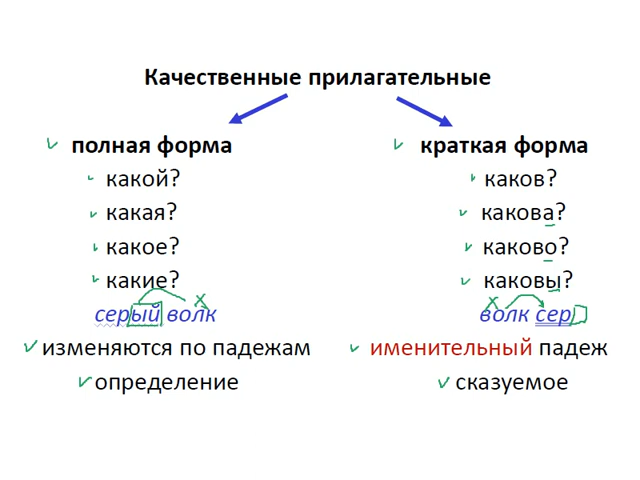 Качественные прилагательные
полная форма
какой?
какая?
какое?
какие?
серый волк
изменяются по падежам
определение
краткая форма
каков?
какова?
каково?
каковы?
х
волк сер
х
именительный падеж
сказуемое